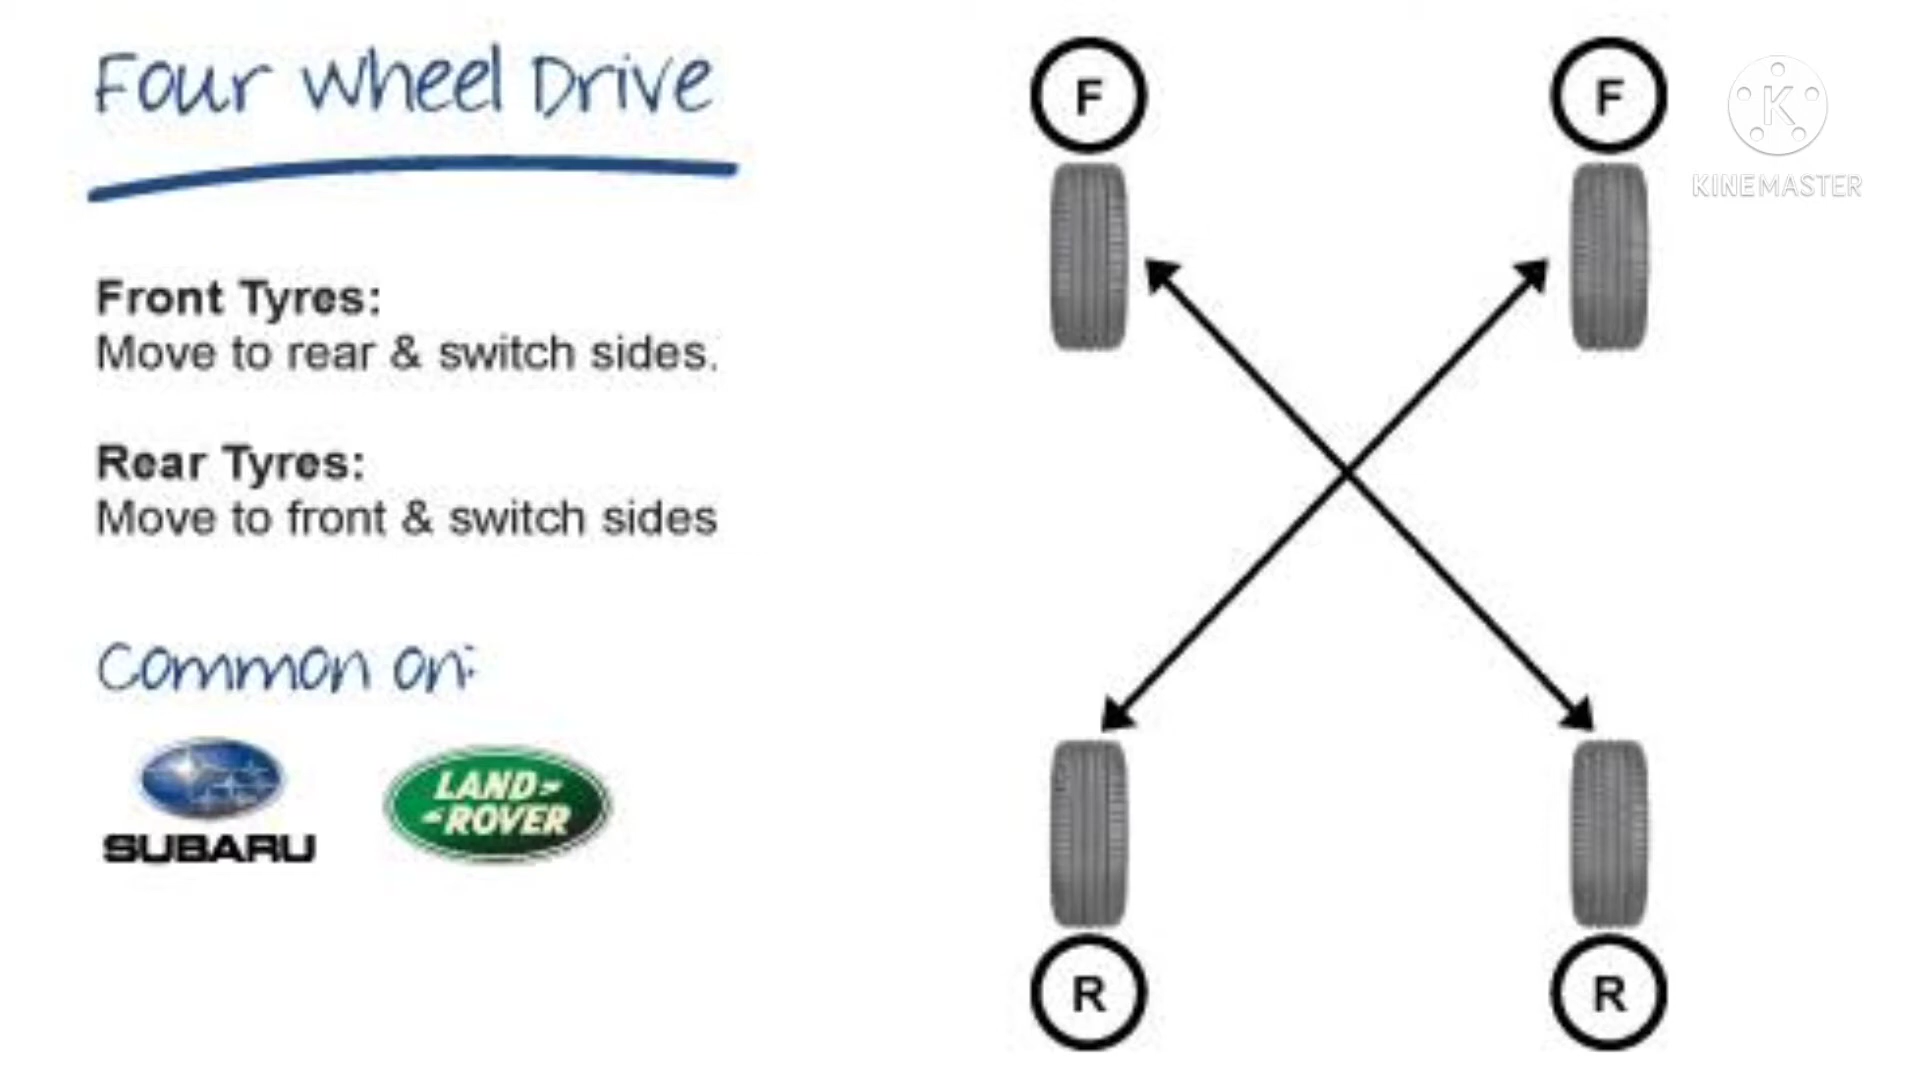 Four Wheel Drive
Front Tyres:
Move to rear & switch sides.
Rear Tyres:
Move to front & switch sides
Common on:
SUBARU
LAND
ROVER
F
F
K
KINEMASTER
R
R